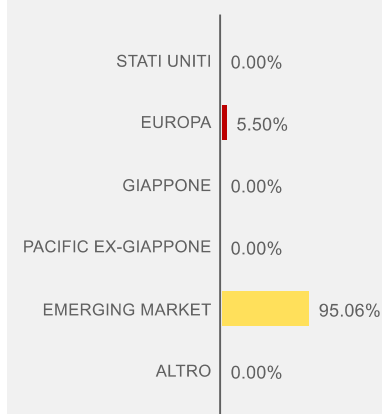 STATI UNITI 0.00%
EUROPA 5.50%
GIAPPONE 0.00%
PACIFIC EX-GIAPPONE 0.00%
EMERGING MARKET 95.06%
ALTRO 0.00%